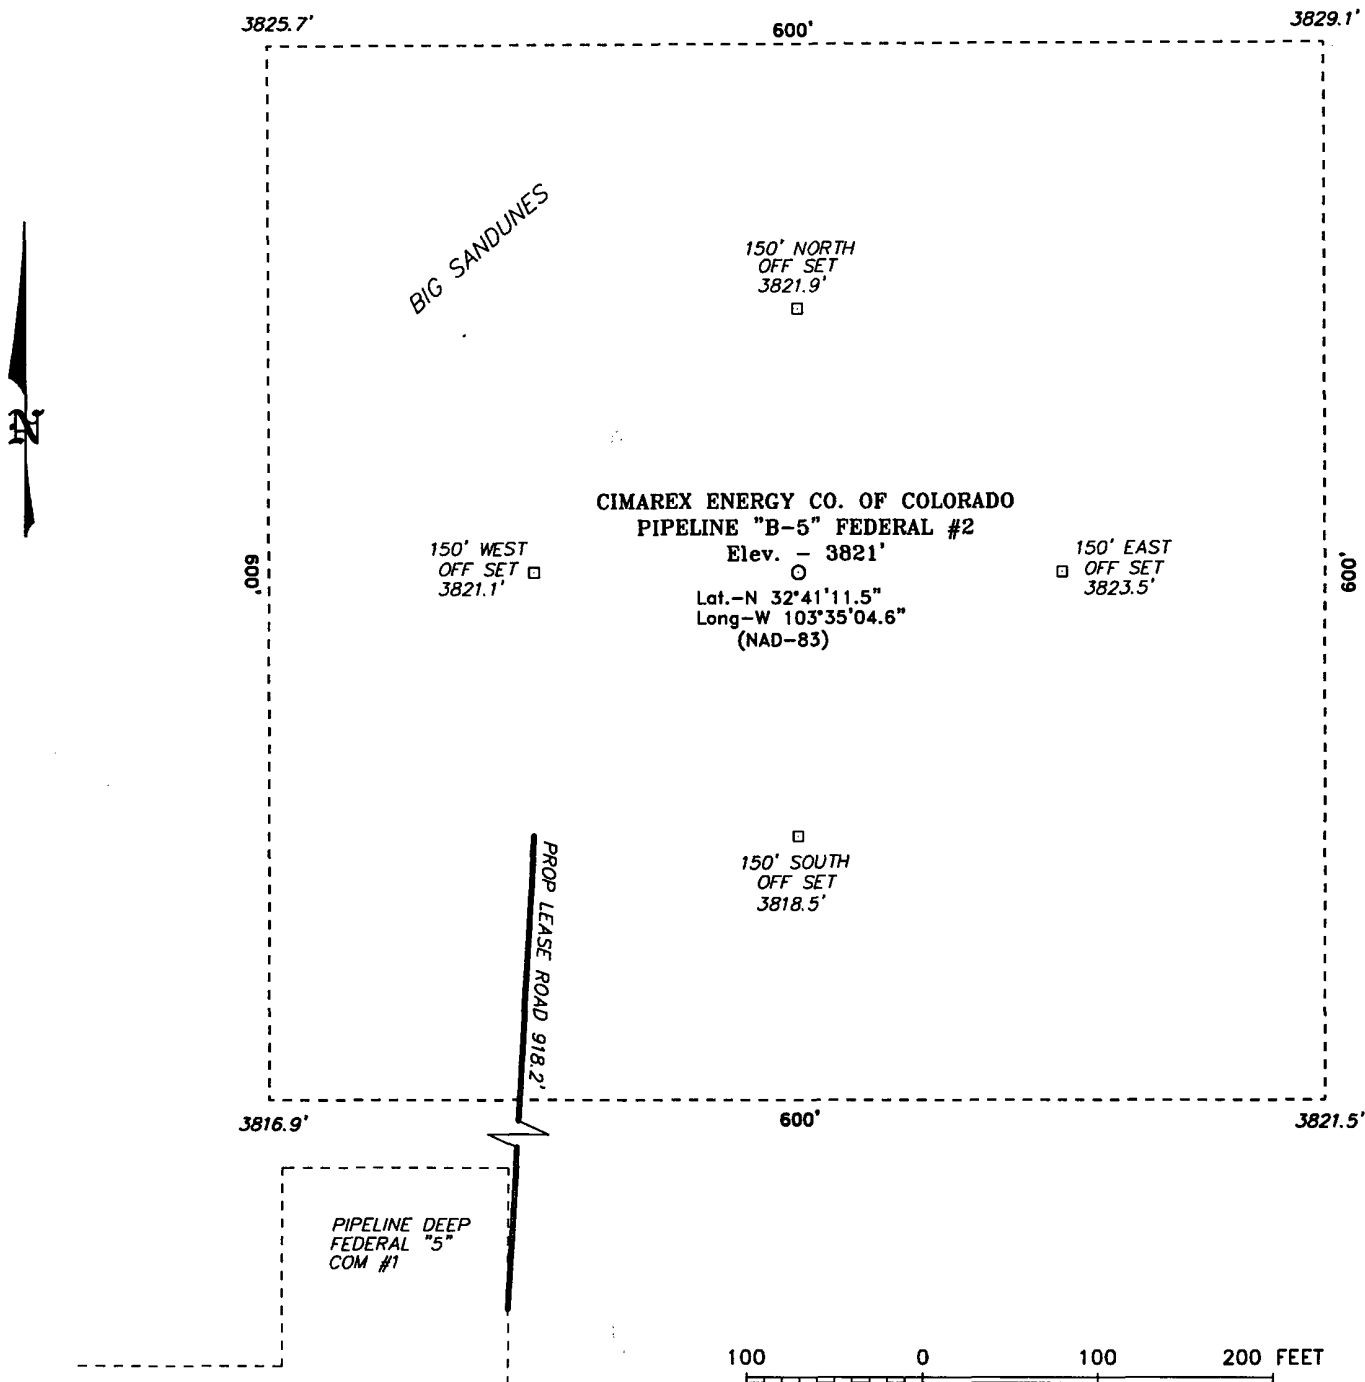 3825.7'
600'
3829.1'
BIG SANDUNES
150' NORTH
OFF SET
3821.9'
N
CIMAREX ENERGY CO. OF COLORADO
PIPELINE "B-5" FEDERAL #2
Elev. - 3821'
Lat.-N 32°41'11.5"
Long-W 103°35'04.6"
(NAD-83)
600'
150' WEST
OFF SET
3821.1'
150' EAST
OFF SET
3823.5'
600'
150' SOUTH
OFF SET
3818.5'
PROP LEASE ROAD 918.2'
3816.9'
600'
3821.5'
PIPELINE DEEP
FEDERAL "5"
COM #1
100 0 100 200 FEET